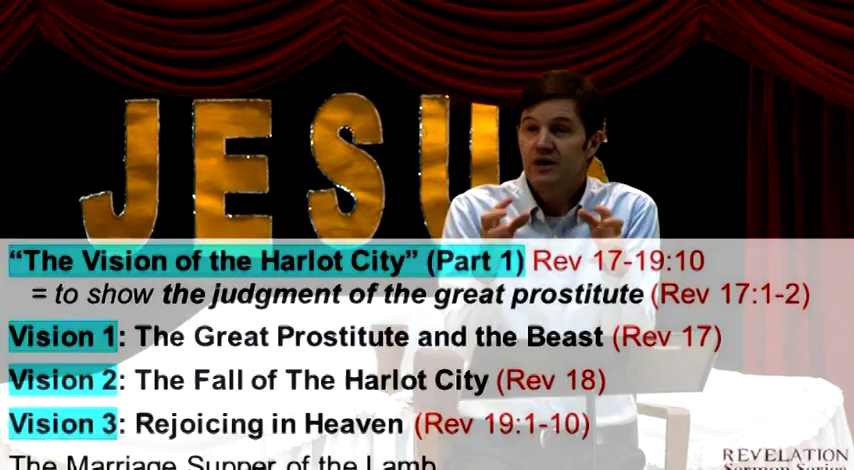 JESU
“The Vision of the Harlot City” (Part 1) Rev 17-19:10
= to show the judgment of the great prostitute (Rev 17:1-2)
Vision 1: The Great Prostitute and the Beast (Rev 17)
Vision 2: The Fall of The Harlot City (Rev 18)
Vision 3: Rejoicing in Heaven (Rev 19:1-10)
The Marriage Supper of the Lamb
REVELATION
Sermon Series